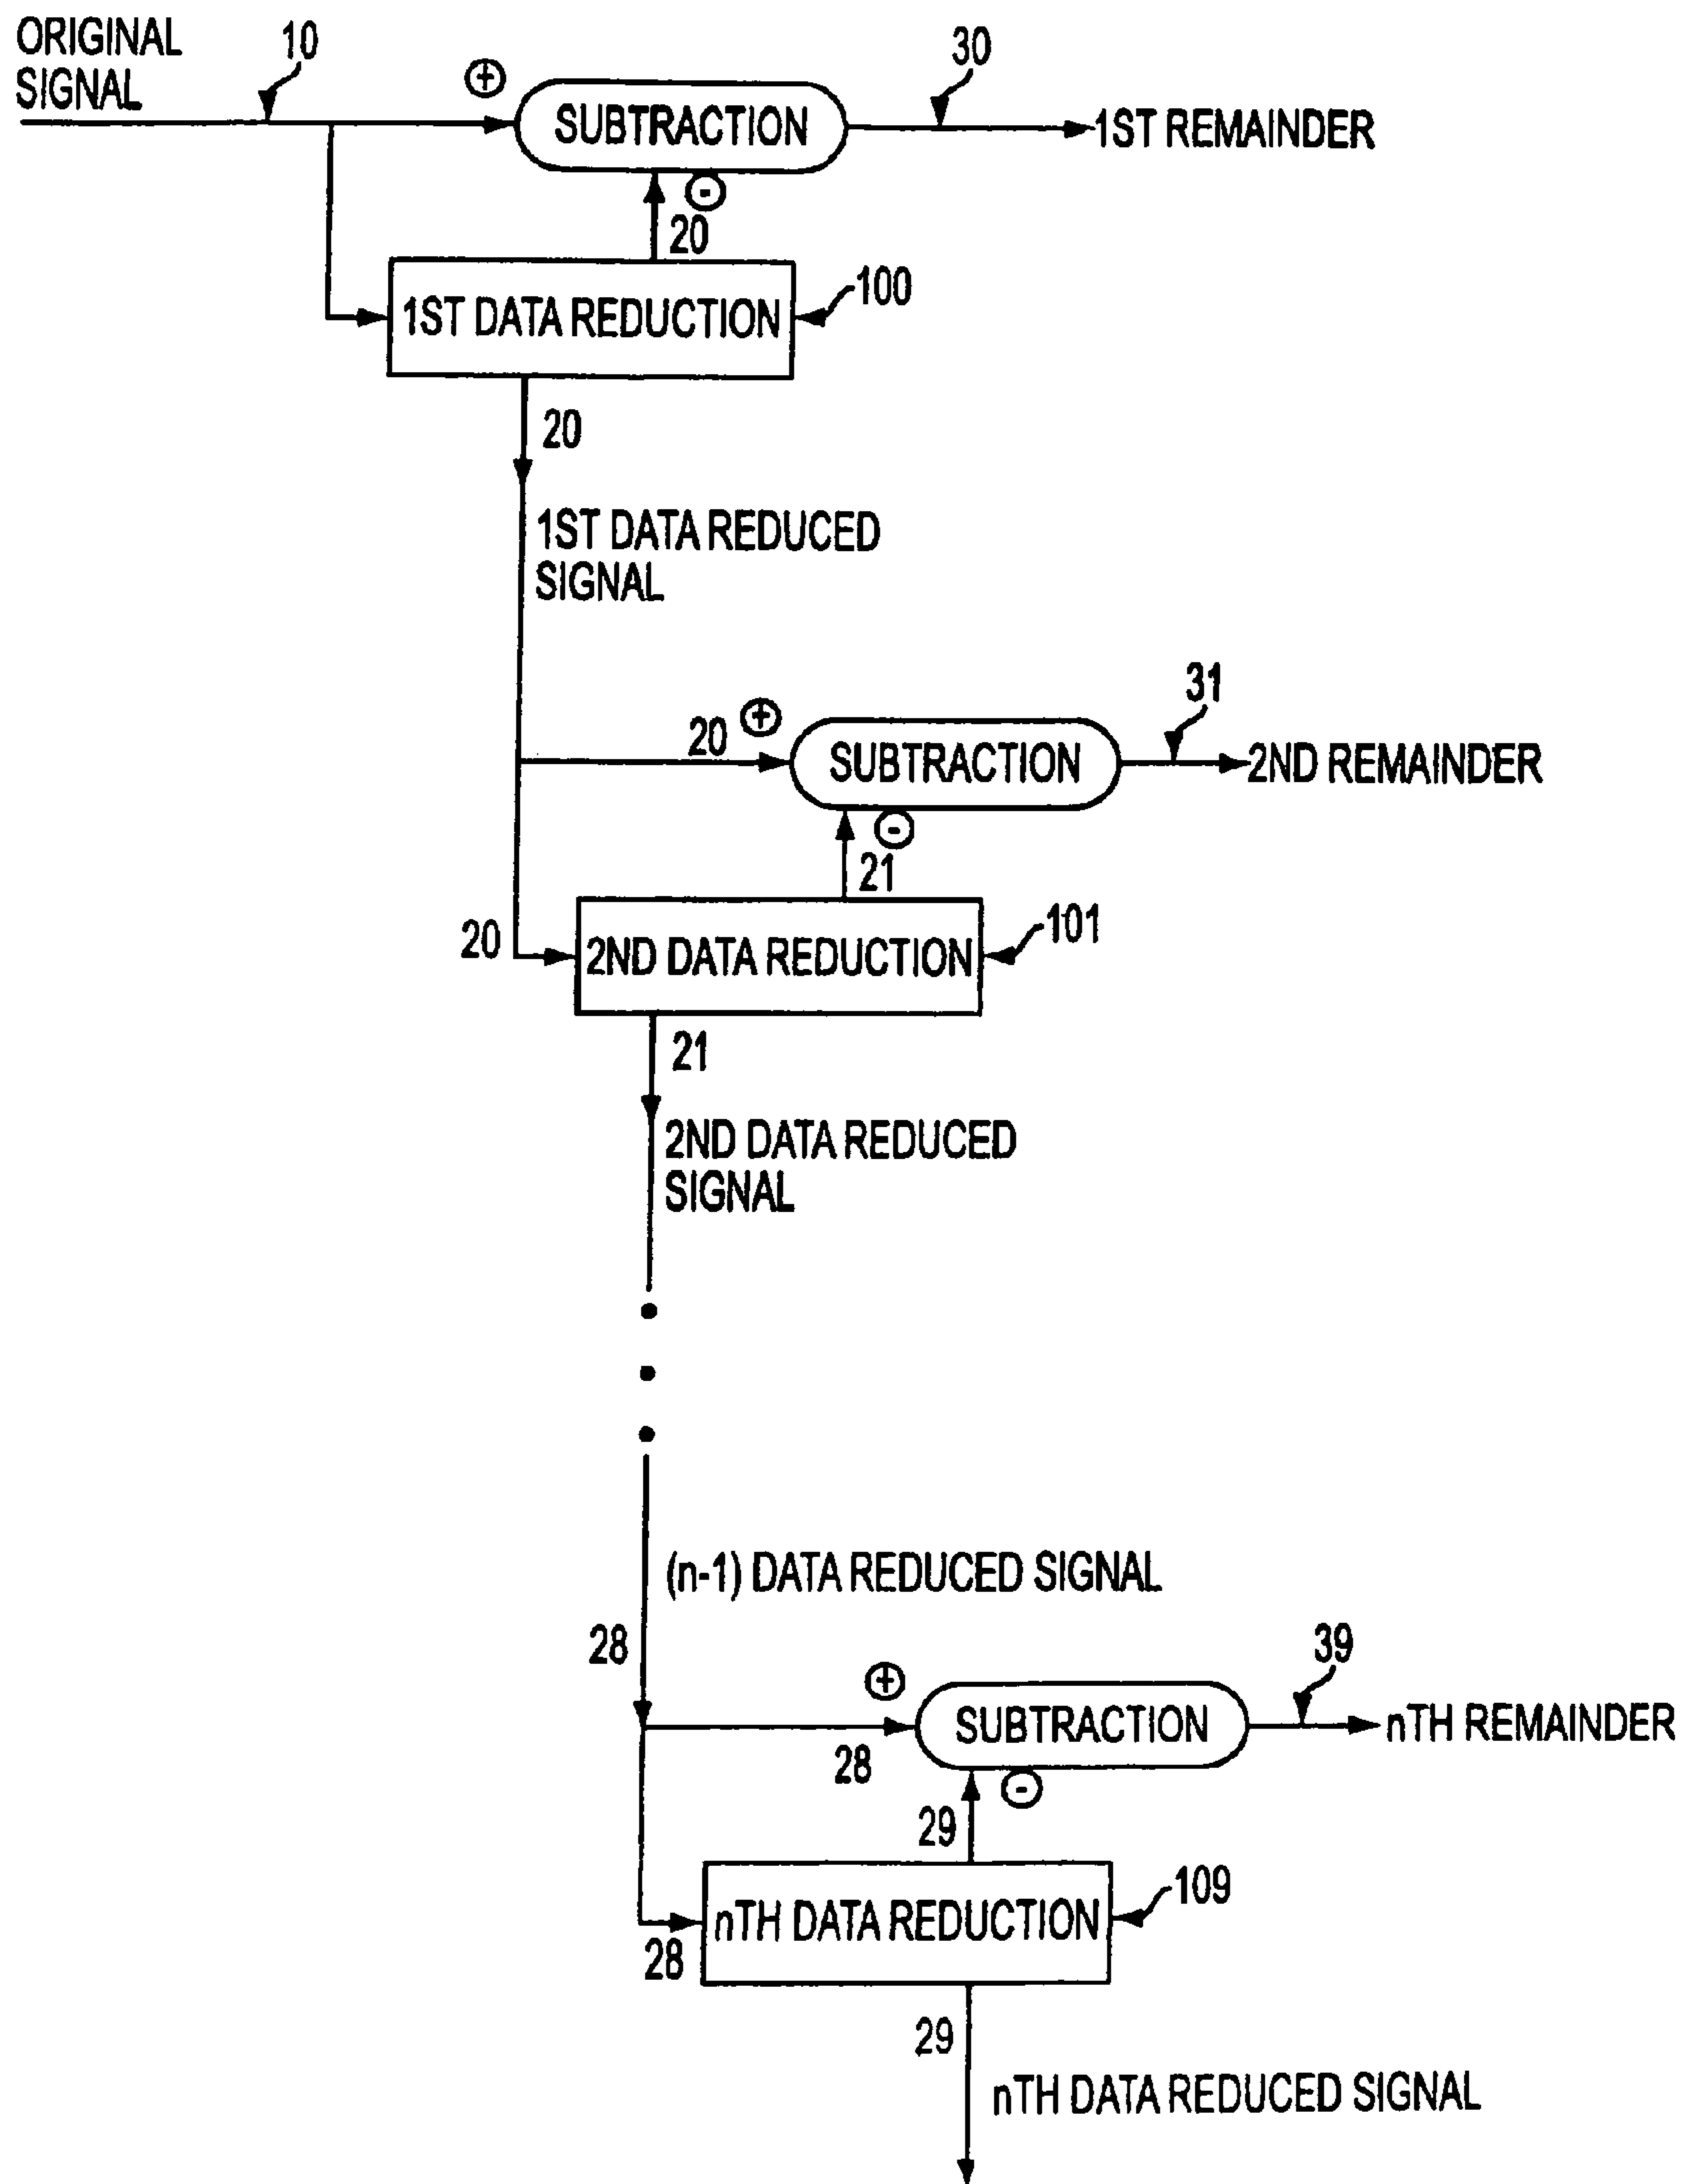 ORIGINAL
SIGNAL
10
+
SUBTRACTION
30
1ST REMAINDER
-
20
1ST DATA REDUCTION
100
20
1ST DATA REDUCED
SIGNAL
20
+
SUBTRACTION
31
2ND REMAINDER
-
21
20
2ND DATA REDUCTION
101
21
2ND DATA REDUCED
SIGNAL
(n-1) DATA REDUCED SIGNAL
28
+
28
SUBTRACTION
39
nTH REMAINDER
-
29
28
nTH DATA REDUCTION
109
29
nTH DATA REDUCED SIGNAL